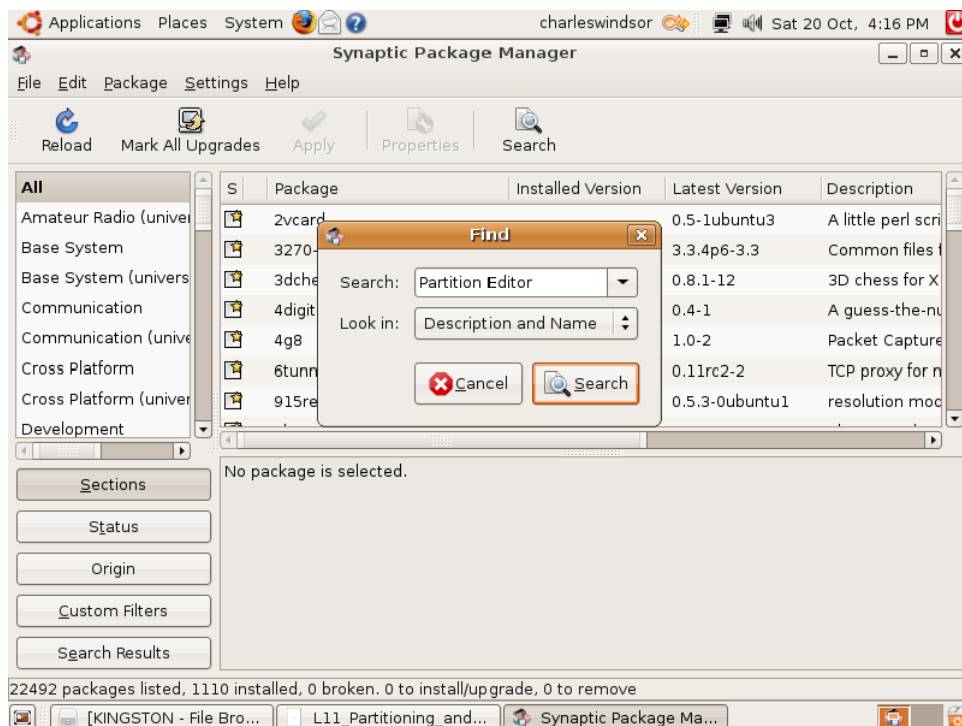 Applications Places System charleswindsor Sat 20 Oct, 4:16 PM
Synaptic Package Manager
File Edit Package Settings Help
Reload Mark All Upgrades Apply Properties Search
All
Amateur Radio (univer
Base System
Base System (univers
Communication
Communication (unive
Cross Platform
Cross Platform (univer
Development
S Package Installed Version Latest Version Description
2vcard 0.5-1ubuntu3 A little perl scri
3270- 3.3.4p6-3.3 Common files f
3dche 0.8.1-12 3D chess for X
4digit 0.4-1 A guess-the-nu
4g8 1.0-2 Packet Capture
6tunn 0.11rc2-2 TCP proxy for n
915re 0.5.3-0ubuntu1 resolution mod
Find
Search: Partition Editor
Look in: Description and Name
Cancel Search
No package is selected.
Sections
Status
Origin
Custom Filters
Search Results
22492 packages listed, 1110 installed, 0 broken. 0 to install/upgrade, 0 to remove
[KINGSTON - File Bro... L11_Partitioning_and... Synaptic Package Ma...